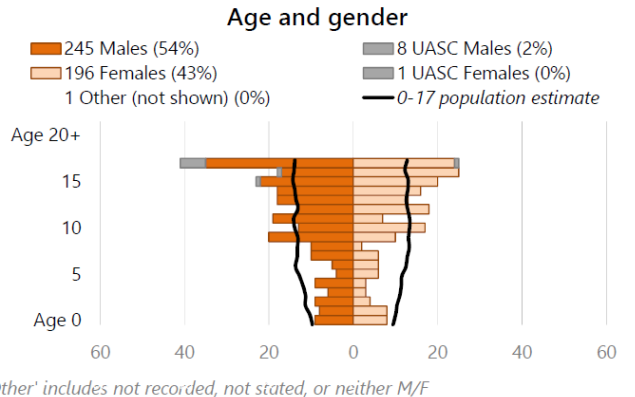 Age and gender
245 Males (54%) 8 UASC Males (2%)
196 Females (43%) 1 UASC Females (0%)
1 Other (not shown) (0%) 0-17 population estimate
Age 20+
15
10
5
Age 0
60 40 20 0 20 40 60
ther' includes not recorded, not stated, or neither M/F